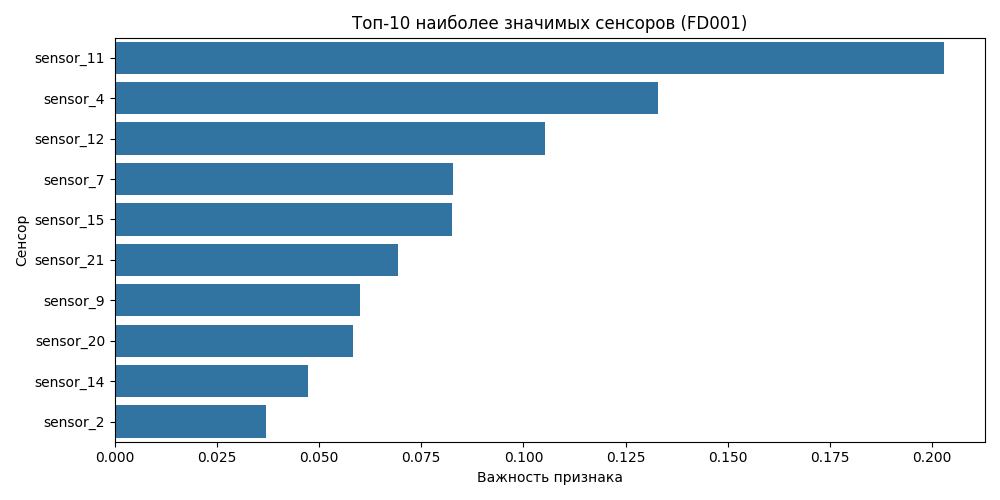 Топ-10 наиболее значимых сенсоров (FD001)
sensor_11
sensor_4
sensor_12
sensor_7
sensor_15
sensor_21
sensor_9
sensor_20
sensor_14
sensor_2
Сенсор
0.000 0.025 0.050 0.075 0.100 0.125 0.150 0.175 0.200
Важность признака